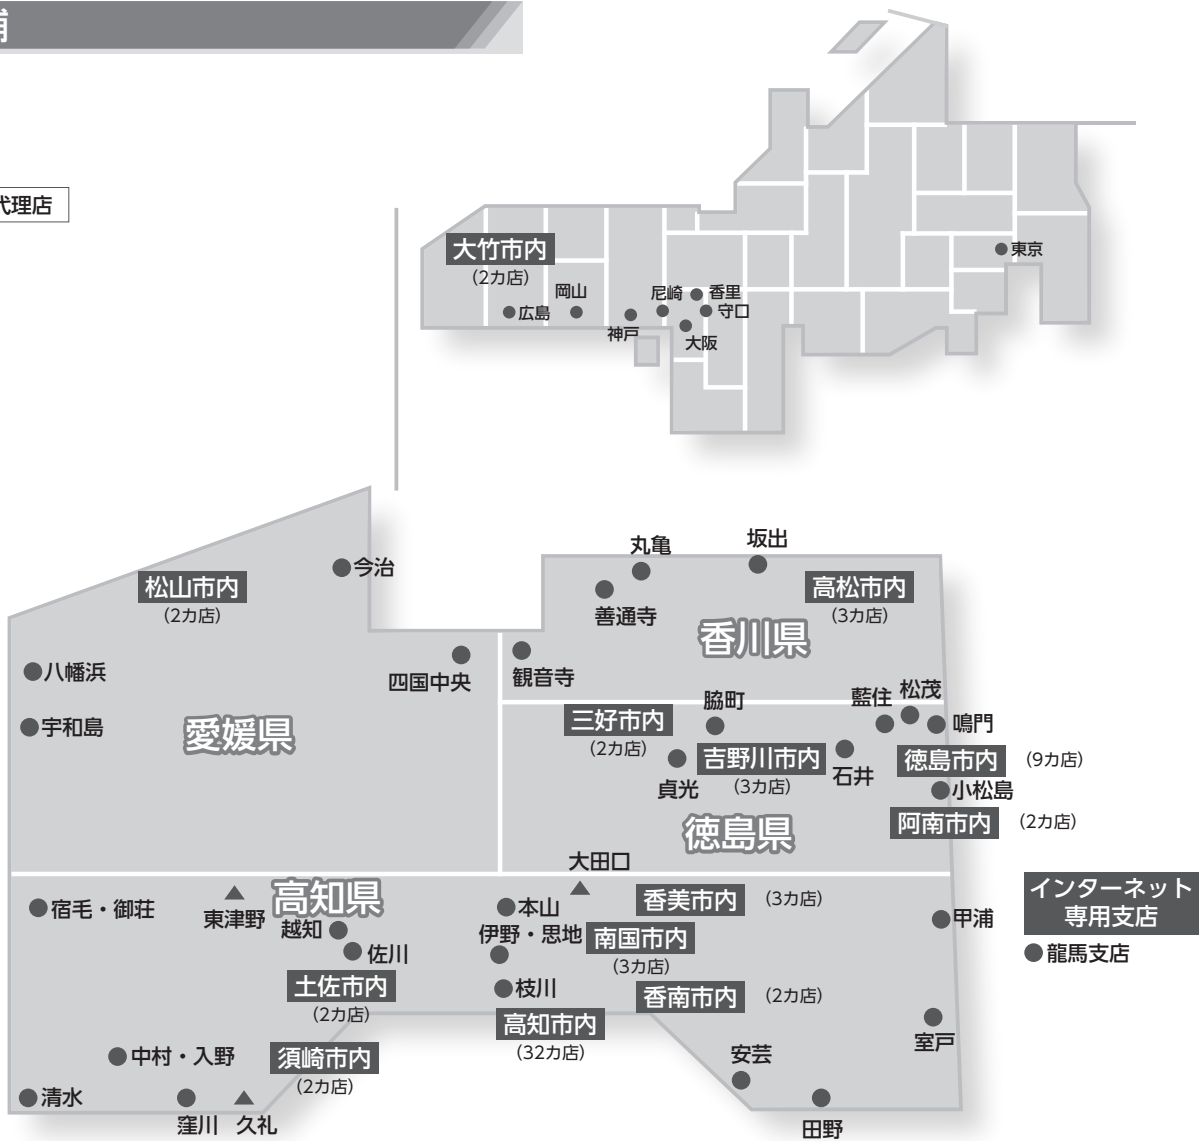 舗
代理店
大竹市内
(2カ店)
広島
岡山
神戸
尼崎
香里
守口
大阪
東京
松山市内
(2カ店)
今治
八幡浜
宇和島
四国中央
愛媛県
丸亀
善通寺
坂出
高松市内
(3カ店)
香川県
観音寺
三好市内
(2カ店)
脇町
貞光
吉野川市内
(3カ店)
石井
藍住
松茂
鳴門
徳島市内
(9カ店)
小松島
阿南市内
(2カ店)
徳島県
大田口
高知県
宿毛・御荘
東津野
越知
佐川
土佐市内
(2カ店)
本山
伊野・思地
枝川
高知市内
(32カ店)
香美市内
(3カ店)
南国市内
(3カ店)
香南市内
(2カ店)
中村・入野
須崎市内
(2カ店)
清水
窪川
久礼
安芸
田野
室戸
甲浦
インターネット
専用支店
龍馬支店